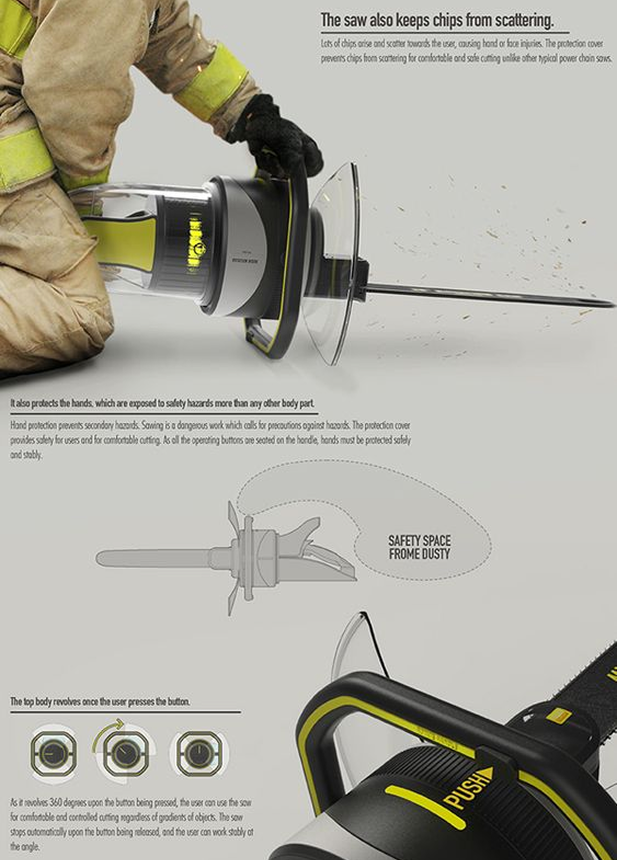 The saw also keeps chips from scattering.
Lots of chips arise and scatter towards the user, causing hand or face injuries. The protection cover
prevents chips from scattering for comfortable and safe cutting unlike other typical power chain saws.
It also protects the hands, which are exposed to safety hazards more than any other body part.
Hand protection prevents secondary hazards. Sawing is a dangerous work which calls for precautions against hazards. The protection cover
provides safety for users and for comfortable cutting. As all the operating buttons are seated on the handle, hands must be protected safely
and stably.
SAFETY SPACE
FROME DUSTY
The top body revolves once the user presses the button.
As it revolves 360 degrees upon the button being pressed, the user can use the saw
for comfortable and controlled cutting regardless of gradients of objects. The saw
stops automatically upon the button being released, and the user can work stably at
the angle.
PUSH